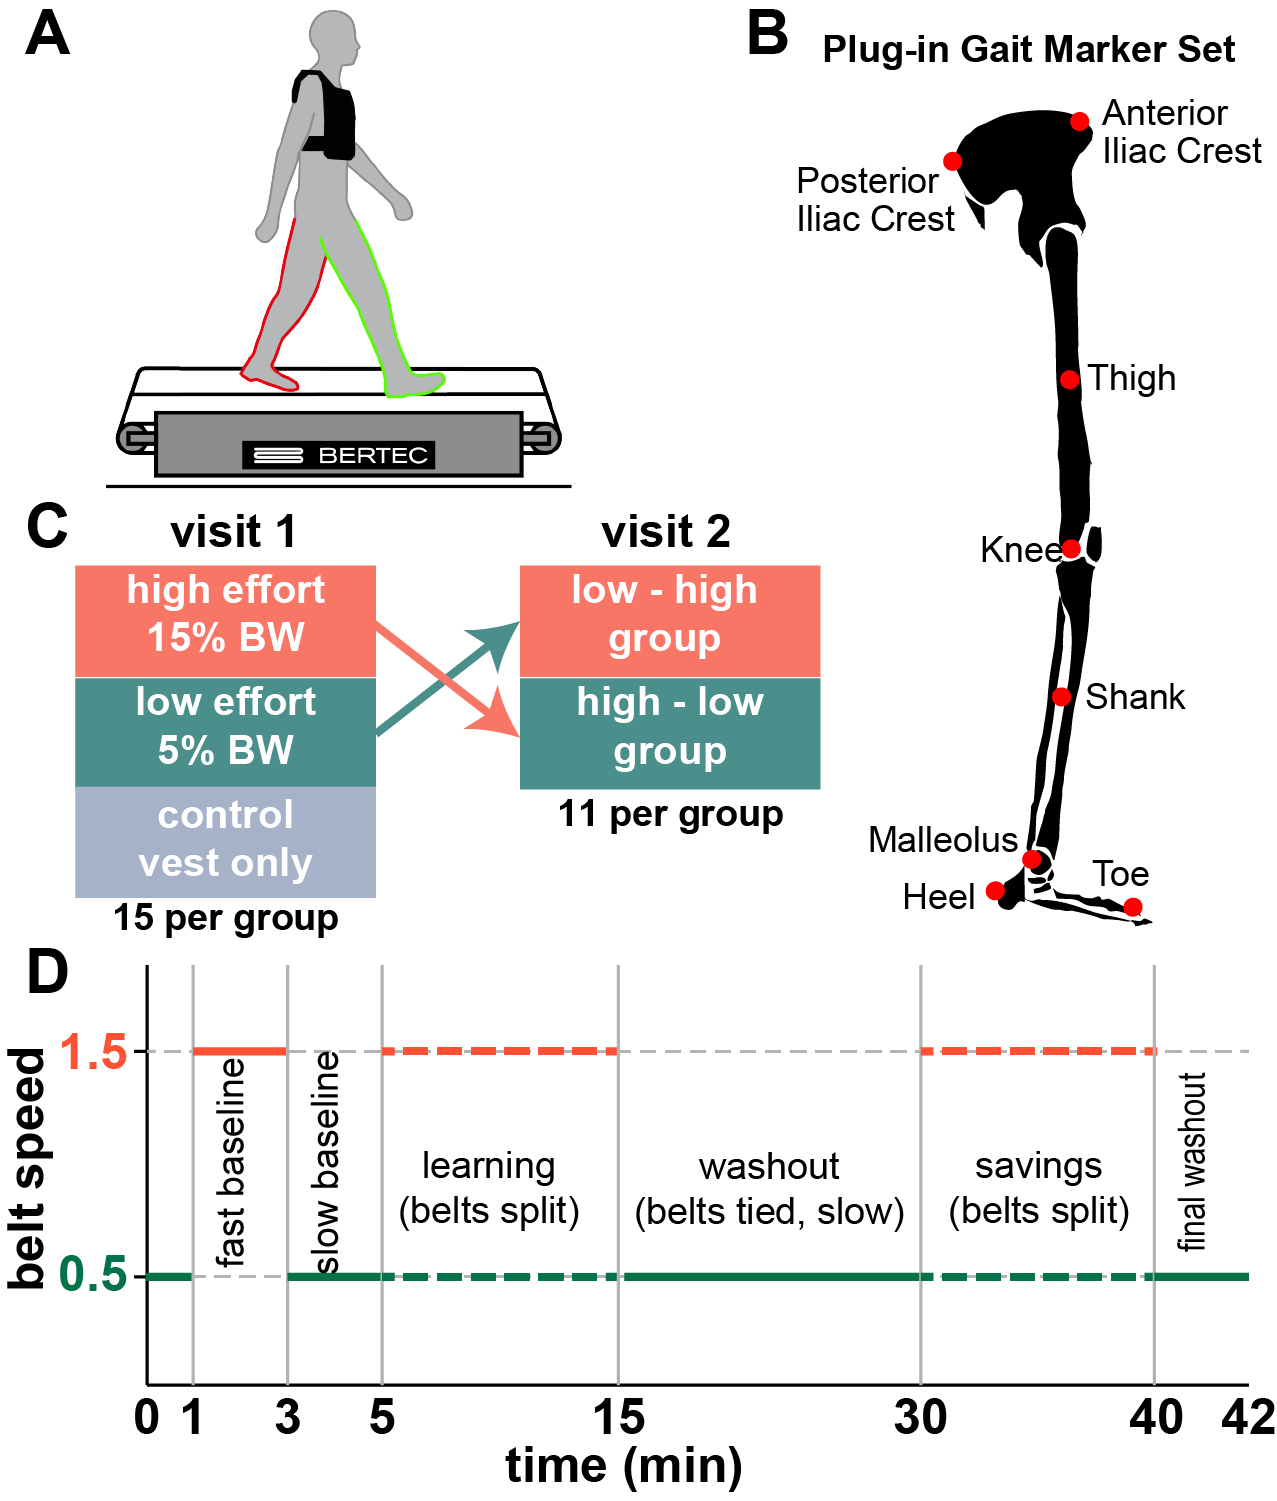 A
BERTEC
B
Plug-in Gait Marker Set
Anterior
Iliac Crest
Posterior
Iliac Crest
Thigh
Knee
Shank
Malleolus
Heel
Toe
C
visit 1
visit 2
high effort
15% BW
low effort
5% BW
control
vest only
15 per group
low - high
group
high - low
group
11 per group
D
belt speed
1.5
0.5
fast baseline
slow baseline
learning
(belts split)
washout
(belts tied, slow)
savings
(belts split)
final washout
0 1 3 5 15 30 40 42
time (min)